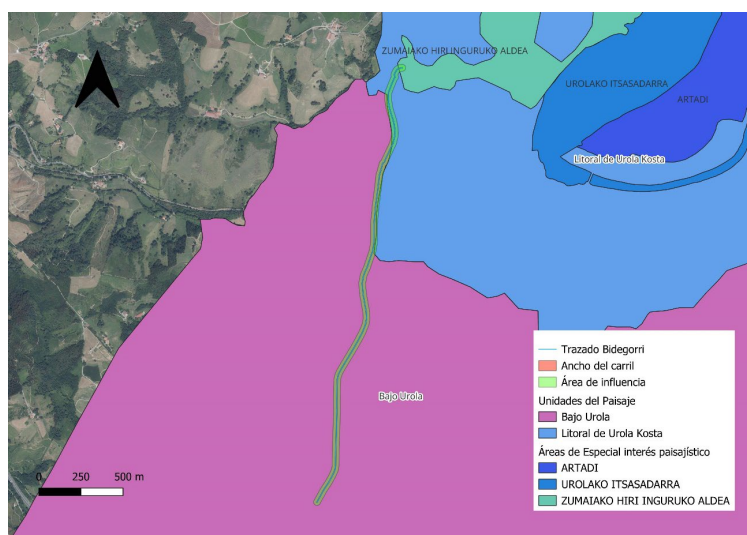 ZUMAIAKO HIRI INGURUKO ALDEA
UROLAKO ITSASADARRA
ARTADI
Litoral de Urola Kosta
Bajo Urola
Trazado Bidegorri
Ancho del carril
Área de influencia
Unidades del Paisaje
Bajo Urola
Litoral de Urola Kosta
Áreas de Especial interés paisajístico
ARTADI
UROLAKO ITSASADARRA
ZUMAIAKO HIRI INGURUKO ALDEA
0 250 500 m